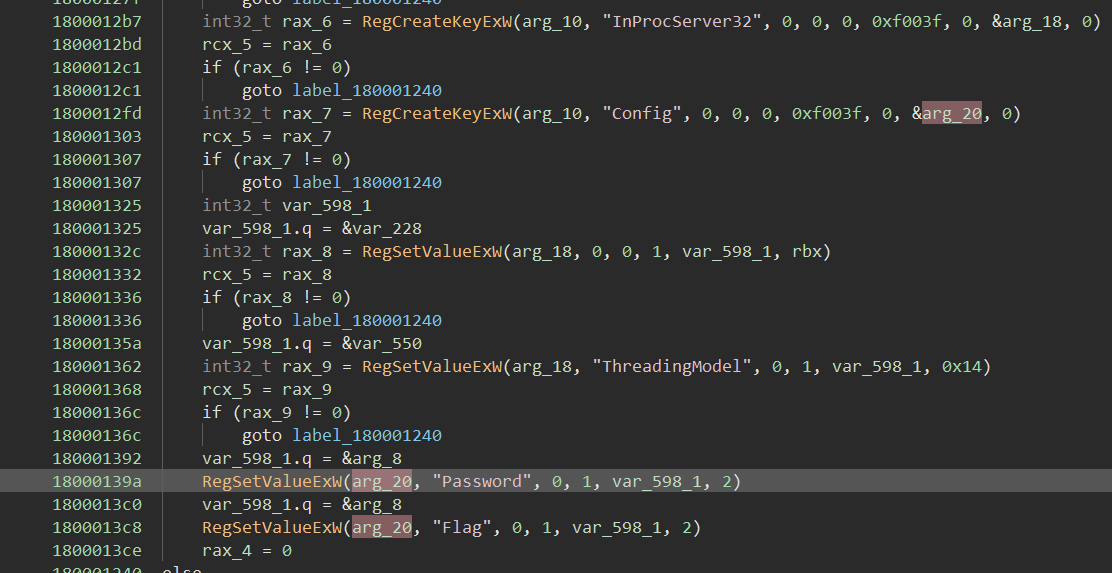 goto label_180001240
1800012b7 int32_t rax_6 = RegCreateKeyExW(arg_10, "InProcServer32", 0, 0, 0, 0xf003f, 0, &arg_18, 0)
1800012bd rcx_5 = rax_6
1800012c1 if (rax_6 != 0)
1800012c1 goto label_180001240
1800012fd int32_t rax_7 = RegCreateKeyExW(arg_10, "Config", 0, 0, 0, 0xf003f, 0, &arg_20, 0)
180001303 rcx_5 = rax_7
180001307 if (rax_7 != 0)
180001307 goto label_180001240
180001325 int32_t var_598_1
180001325 var_598_1.q = &var_228
18000132c int32_t rax_8 = RegSetValueExW(arg_18, 0, 0, 1, var_598_1, rbx)
180001332 rcx_5 = rax_8
180001336 if (rax_8 != 0)
180001336 goto label_180001240
18000135a var_598_1.q = &var_550
180001362 int32_t rax_9 = RegSetValueExW(arg_18, "ThreadingModel", 0, 1, var_598_1, 0x14)
180001368 rcx_5 = rax_9
18000136c if (rax_9 != 0)
18000136c goto label_180001240
180001392 var_598_1.q = &arg_8
18000139a RegSetValueExW(arg_20, "Password", 0, 1, var_598_1, 2)
1800013c0 var_598_1.q = &arg_8
1800013c8 RegSetValueExW(arg_20, "Flag", 0, 1, var_598_1, 2)
1800013ce rax_4 = 0
180001240 else